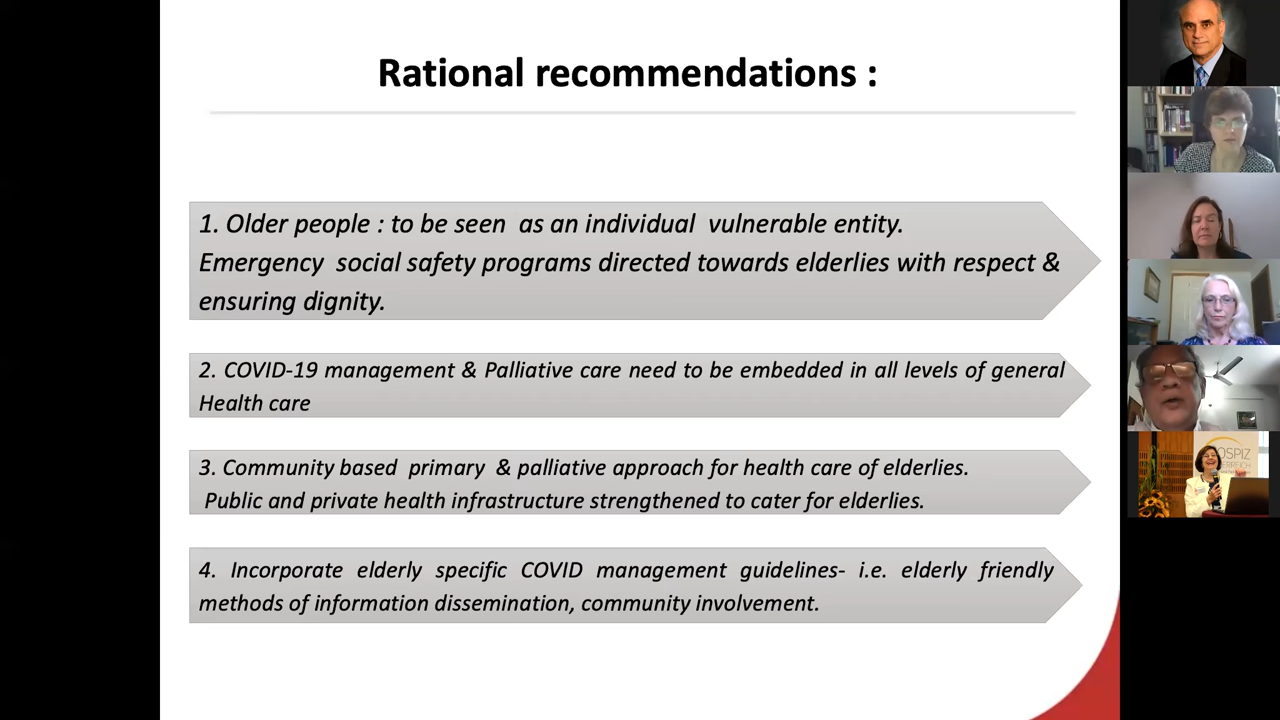 Rational recommendations :
1. Older people : to be seen as an individual vulnerable entity.
Emergency social safety programs directed towards elderlies with respect &
ensuring dignity.
2. COVID-19 management & Palliative care need to be embedded in all levels of general
Health care
3. Community based primary & palliative approach for health care of elderlies.
Public and private health infrastructure strengthened to cater for elderlies.
4. Incorporate elderly specific COVID management guidelines- i.e. elderly friendly
methods of information dissemination, community involvement.
OSPIZ